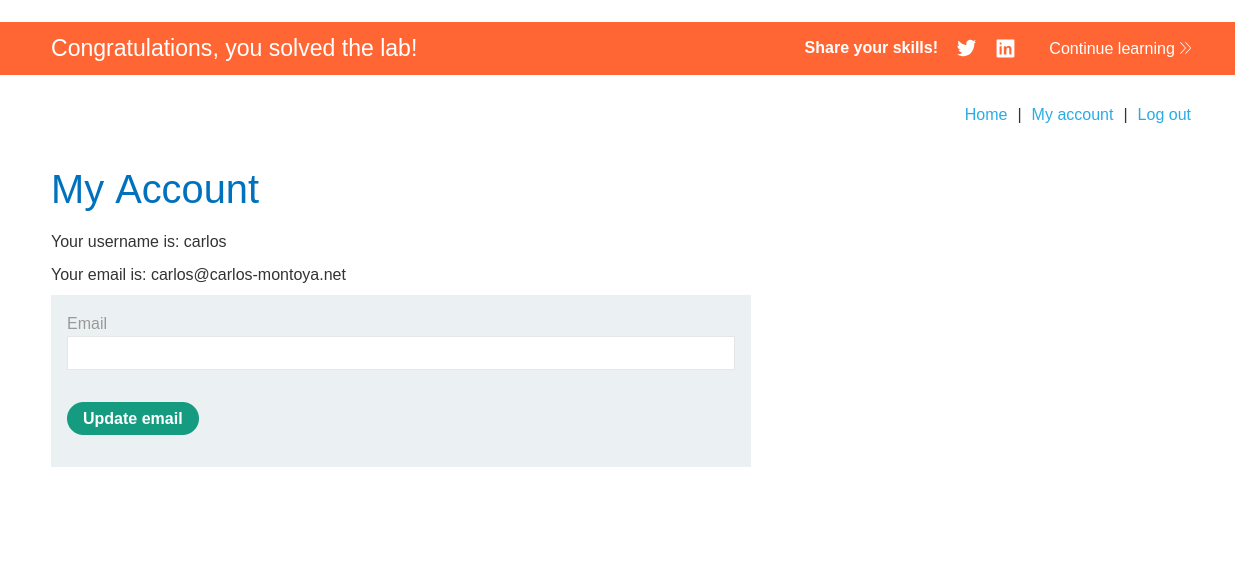 Congratulations, you solved the lab!
Share your skills!
Continue learning
Home | My account | Log out
My Account
Your username is: carlos
Your email is: carlos@carlos-montoya.net
Email
Update email